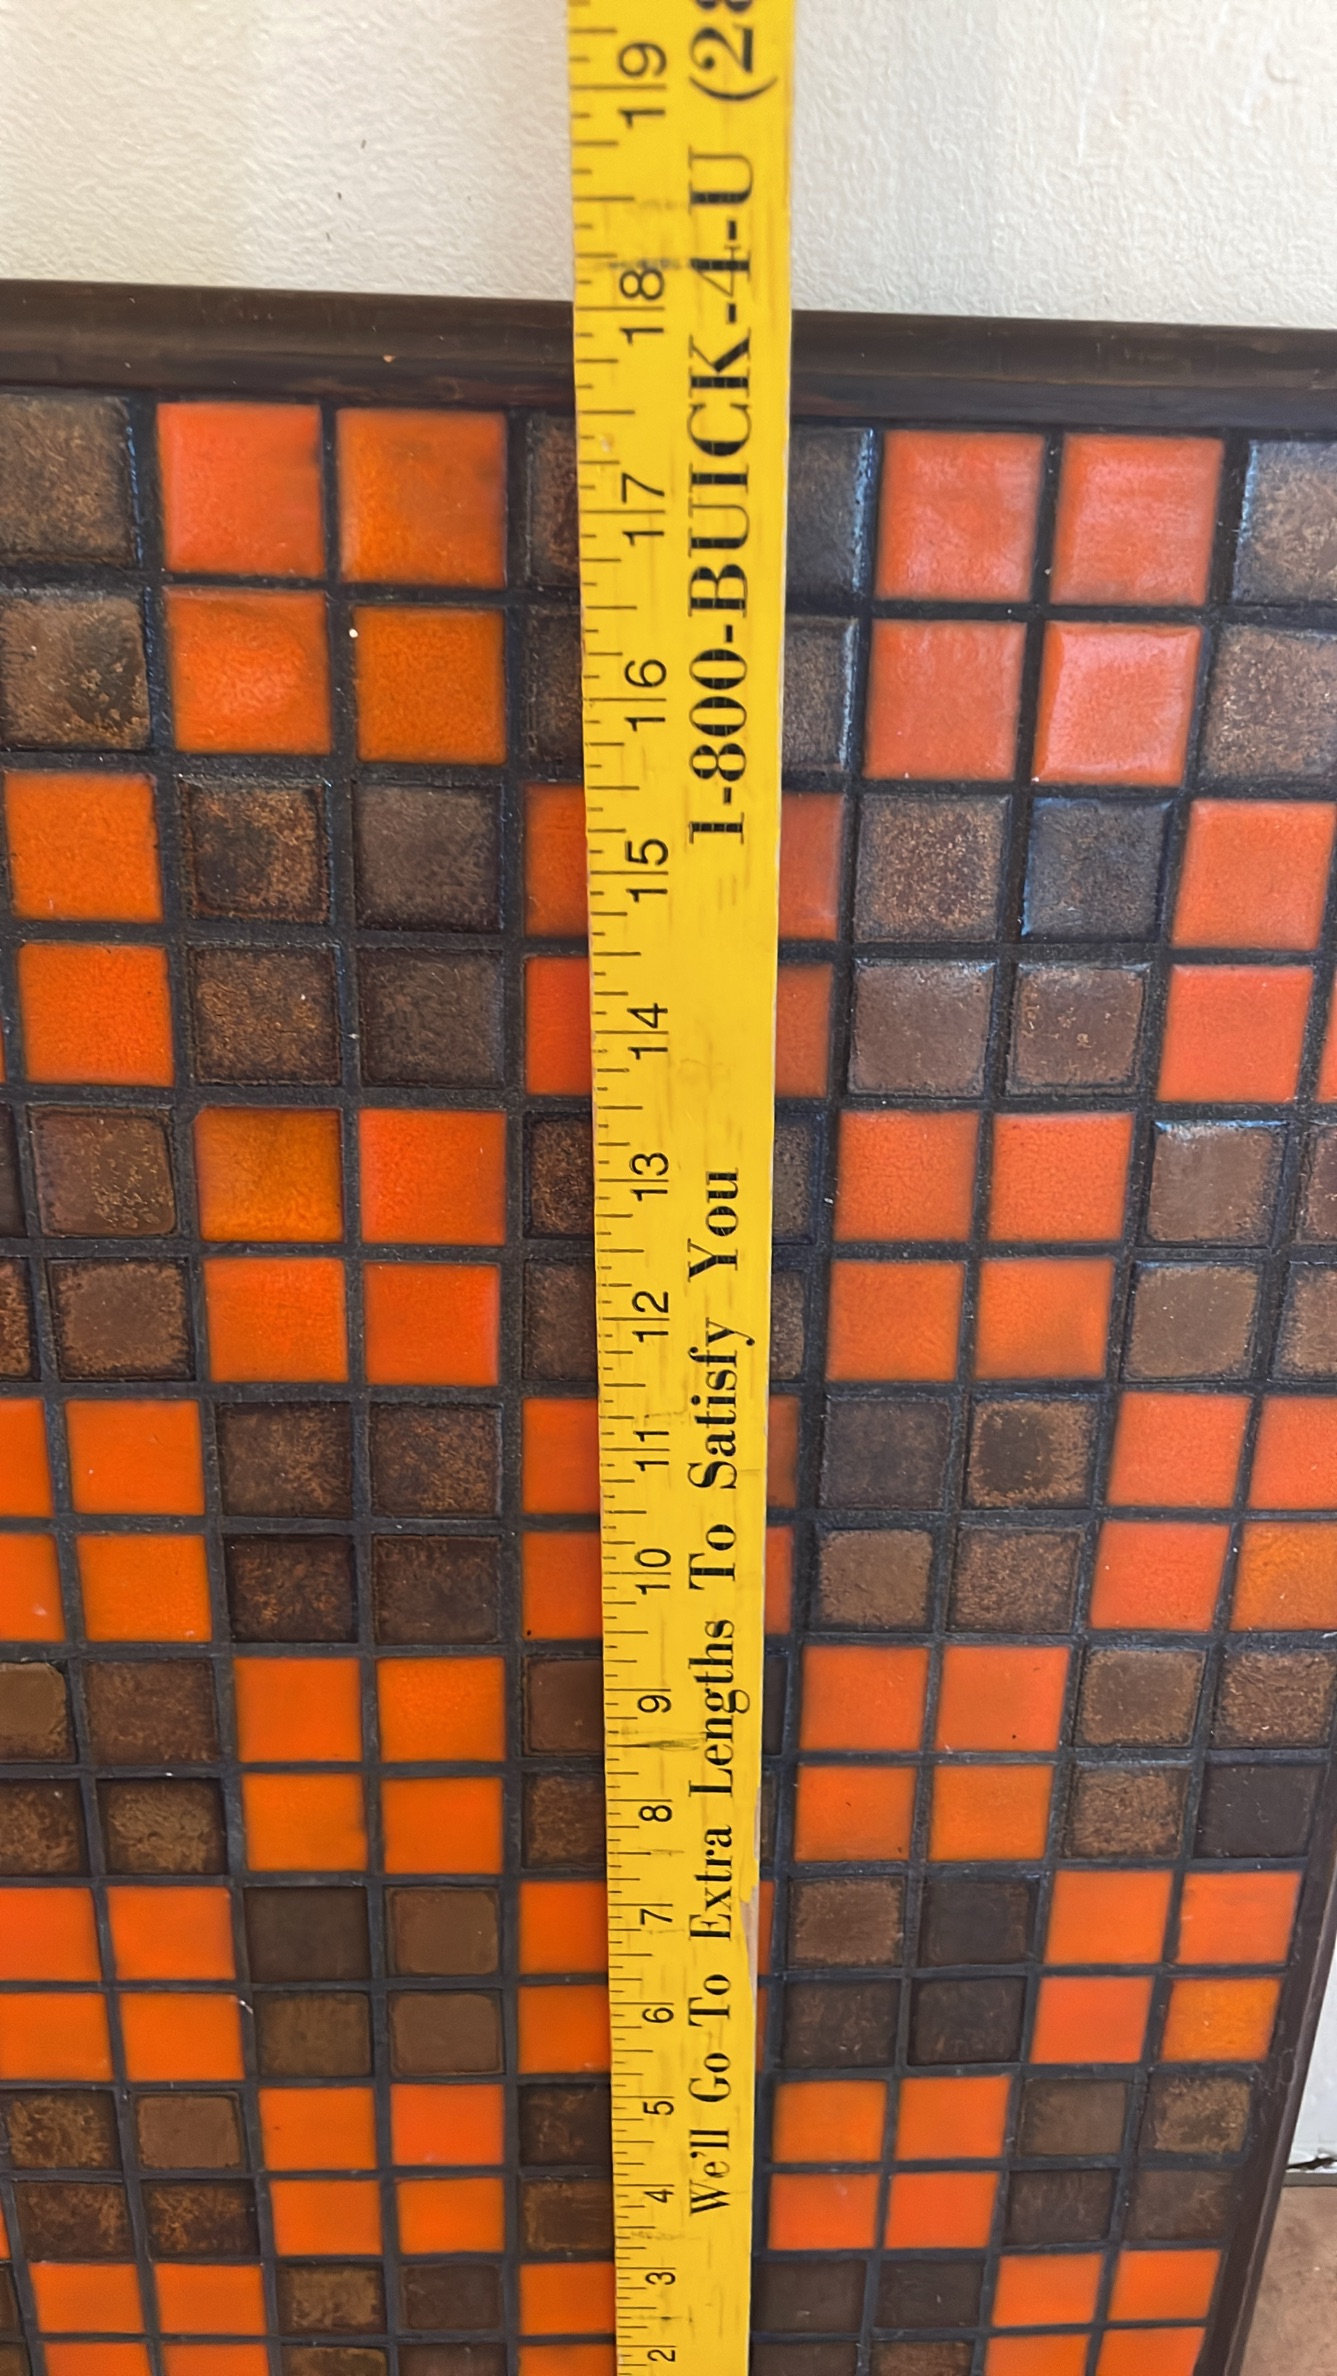 We'll Go To Extra Lengths To Satisfy You
1-800-BUICK-4-U (28
2 3 4 5 6 7 8 9 10 11 12 13 14 15 16 17 18 19